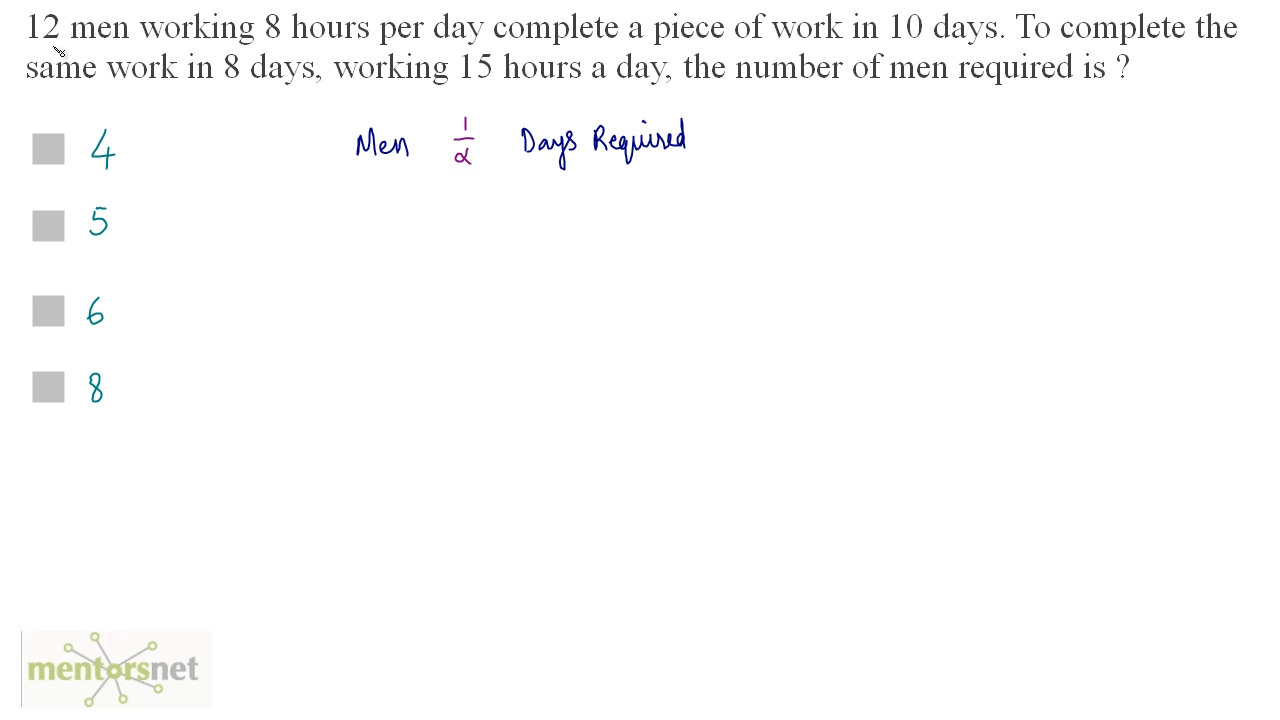 12 men working 8 hours per day complete a piece of work in 10 days. To complete the
same work in 8 days, working 15 hours a day, the number of men required is ?
4
Men 1/α Days Required
5
6
8
mentorsnet